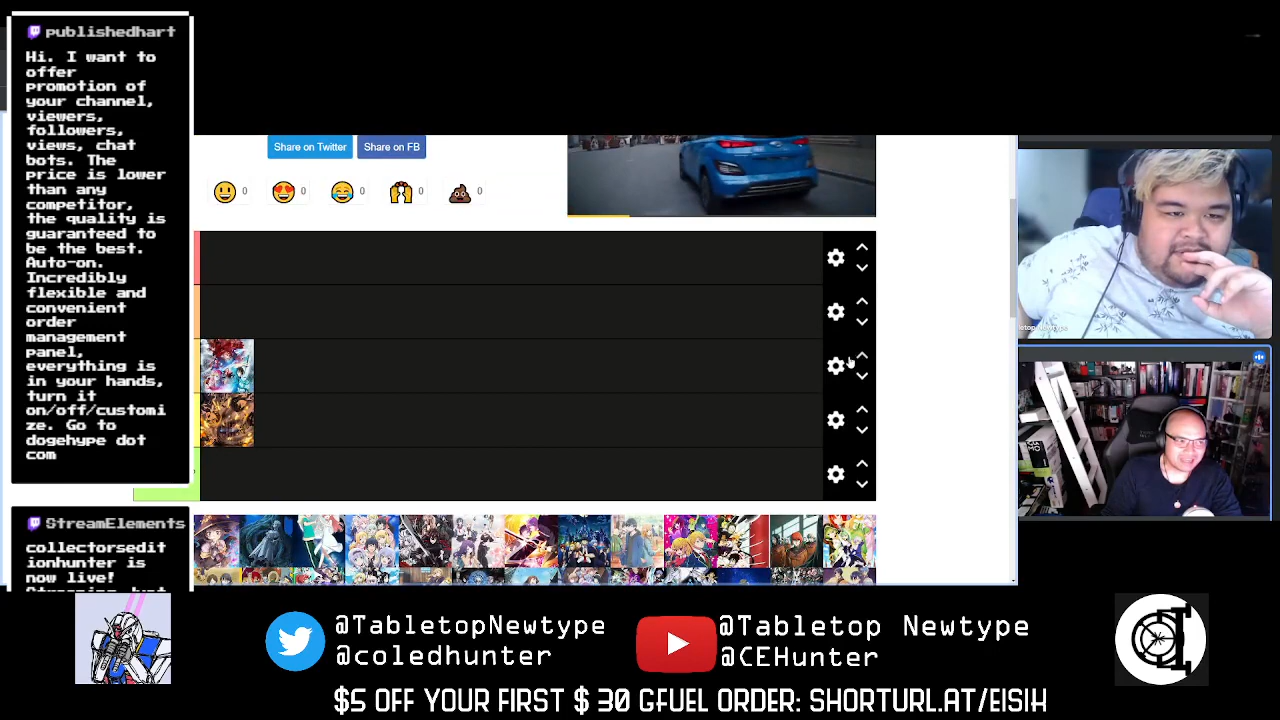 publishedhart
Hi. I want to
offer
promotion of
your channel,
viewers,
followers,
views, chat
bots. The
price is lower
than any
competitor,
the quality is
guaranteed to
be the best.
Auto-on.
Incredibly
flexible and
convenient
order
management
panel,
everything is
in your hands,
turn it
on/off/customi
ze. Go to
dogehype dot
com
StreamElements
collectorsedit
ionhunter is
now live!
Share on Twitter
Share on FB
0
0
0
0
0
@TabletopNewtype
@coledhunter
@Tabletop Newtype
@CEHunter
$5 OFF YOUR FIRST $ 30 GFUEL ORDER: SHORTURL.AT/EISIH